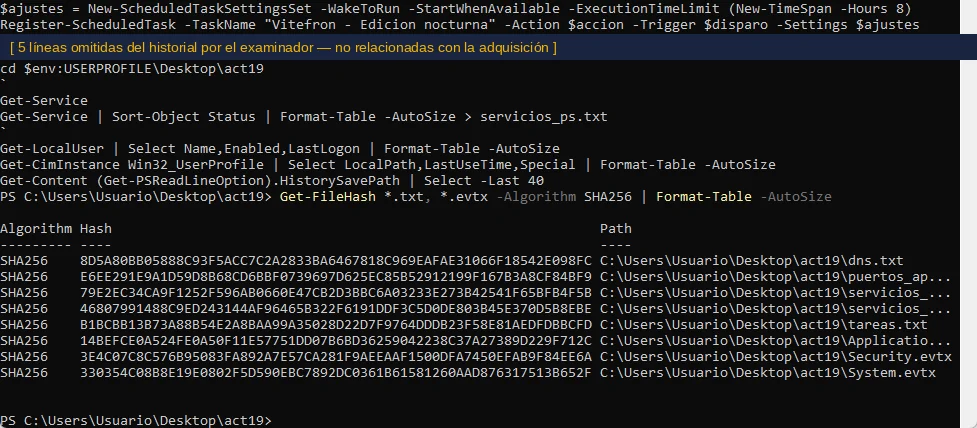 $ajustes = New-ScheduledTaskSettingsSet -WakeToRun -StartWhenAvailable -ExecutionTimeLimit (New-TimeSpan -Hours 8)
Register-ScheduledTask -TaskName "Vitefron - Edicion nocturna" -Action $accion -Trigger $disparo -Settings $ajustes
[ 5 líneas omitidas del historial por el examinador — no relacionadas con la adquisición ]
cd $env:USERPROFILE\Desktop\act19
`
Get-Service
Get-Service | Sort-Object Status | Format-Table -AutoSize > servicios_ps.txt
`
Get-LocalUser | Select Name,Enabled,LastLogon | Format-Table -AutoSize
Get-CimInstance Win32_UserProfile | Select LocalPath,LastUseTime,Special | Format-Table -AutoSize
Get-Content (Get-PSReadLineOption).HistorySavePath | Select -Last 40
PS C:\Users\Usuario\Desktop\act19> Get-FileHash *.txt, *.evtx -Algorithm SHA256 | Format-Table -AutoSize
Algorithm Hash Path
--------- ---- ----
SHA256 8D5A80BB05888C93F5ACC7C2A2833BA6467818C969EAFAE31066F18542E098FC C:\Users\Usuario\Desktop\act19\dns.txt
SHA256 E6EE291E9A1D59D8B68CD6BBF0739697D625EC85B52912199F167B3A8CF84BF9 C:\Users\Usuario\Desktop\act19\puertos_ap...
SHA256 79E2EC34CA9F1252F596AB0660E47CB2D3BBC6A03233E273B42541F65BFB4F5B C:\Users\Usuario\Desktop\act19\servicios_...
SHA256 46807991488C9ED243144AF96465B322F6191DDF3C5D0DE803B45E370D5B8EBE C:\Users\Usuario\Desktop\act19\servicios_...
SHA256 B1BCBB13B73A88B54E2A8BAA99A35028D22D7F9764DDDB23F58E81AEDFDBBCFD C:\Users\Usuario\Desktop\act19\tareas.txt
SHA256 14BEFCE0A524FE0A50F11E57751DD07B6BD36259042238C37A27389D229F712C C:\Users\Usuario\Desktop\act19\Applicatio...
SHA256 3E4C07C8C576B95083FA892A7E57CA281F9AEEAAF1500DFA7450EFAB9F84EE6A C:\Users\Usuario\Desktop\act19\Security.evtx
SHA256 330354C08B8E19E0802F5D590EBC7892DC0361B61581260AAD876317513B652F C:\Users\Usuario\Desktop\act19\System.evtx
PS C:\Users\Usuario\Desktop\act19>